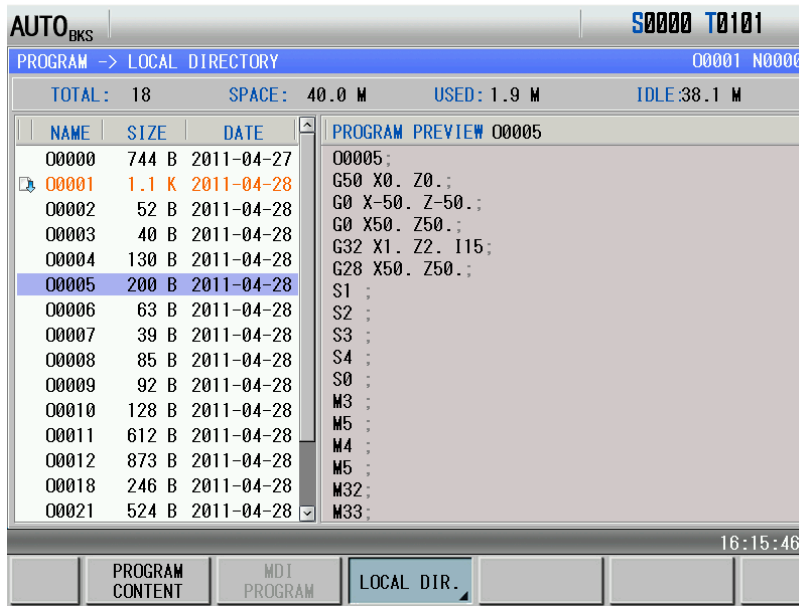 AUTO BKS S0000 T0101
PROGRAM -> LOCAL DIRECTORY O0001 N0000
TOTAL: 18 SPACE: 40.0 M USED: 1.9 M IDLE:38.1 M
NAME SIZE DATE
O0000 744 B 2011-04-27
O0001 1.1 K 2011-04-28
O0002 52 B 2011-04-28
O0003 40 B 2011-04-28
O0004 130 B 2011-04-28
O0005 200 B 2011-04-28
O0006 63 B 2011-04-28
O0007 39 B 2011-04-28
O0008 85 B 2011-04-28
O0009 92 B 2011-04-28
O0010 128 B 2011-04-28
O0011 612 B 2011-04-28
O0012 873 B 2011-04-28
O0018 246 B 2011-04-28
O0021 524 B 2011-04-28
PROGRAM PREVIEW O0005
O0005;
G50 X0. Z0.;
G0 X-50. Z-50.;
G0 X50. Z50.;
G32 X1. Z2. I15;
G28 X50. Z50.;
S1 ;
S2 ;
S3 ;
S4 ;
S0 ;
M3 ;
M5 ;
M4 ;
M5 ;
M32;
M33;
16:15:46
PROGRAM CONTENT
MDI PROGRAM
LOCAL DIR.